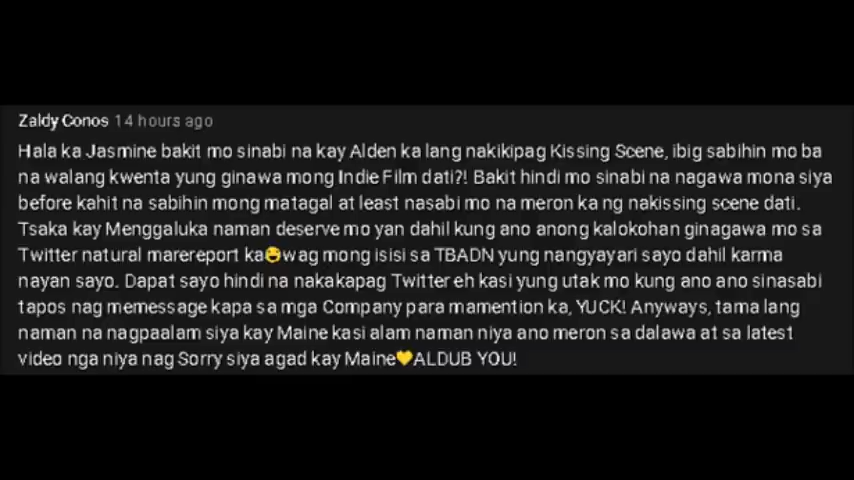 Zaldy Conos 14 hours ago
Hala ka Jasmine bakit mo sinabi na kay Alden ka lang nakikipag Kissing Scene, ibig sabihin mo ba
na walang kwenta yung ginawa mong Indie Film dati?! Bakit hindi mo sinabi na nagawa mona siya
before kahit na sabihin mong matagal at least nasabi mo na meron ka ng nakissing scene dati.
Tsaka kay Menggaluka naman deserve mo yan dahil kung ano anong kalokohan ginagawa mo sa
Twitter natural marereport ka😂wag mong isisi sa TBADN yung nangyayari sayo dahil karma
nayan sayo. Dapat sayo hindi na nakakapag Twitter eh kasi yung utak mo kung ano ano sinasabi
tapos nag memessage kapa sa mga Company para mamention ka, YUCK! Anyways, tama lang
naman na nagpaalam siya kay Maine kasi alam naman niya ano meron sa dalawa at sa latest
video nga niya nag Sorry siya agad kay Maine💛ALDUB YOU!